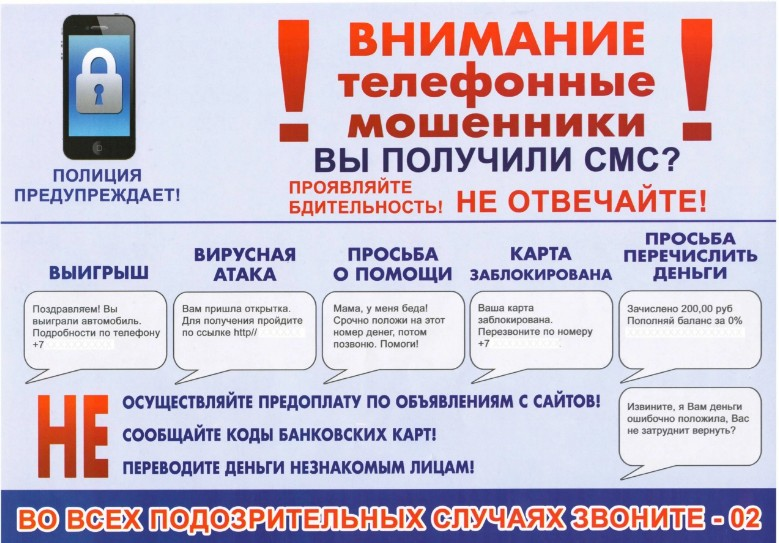 ! ВНИМАНИЕ !
телефонные
мошенники
ПОЛИЦИЯ
ПРЕДУПРЕЖДАЕТ!
ВЫ ПОЛУЧИЛИ СМС?
ПРОЯВЛЯЙТЕ
БДИТЕЛЬНОСТЬ!
НЕ ОТВЕЧАЙТЕ!
ВЫИГРЫШ
Поздравляем! Вы
выиграли автомобиль.
Подробности по телефону
+7
ВИРУСНАЯ
АТАКА
Вам пришла открытка.
Для получения пройдите
по ссылке http//
ПРОСЬБА
О ПОМОЩИ
Мама, у меня беда!
Срочно положи на этот
номер денег, потом
позвоню. Помоги!
КАРТА
ЗАБЛОКИРОВАНА
Ваша карта
заблокирована.
Перезвоните по номеру
+7
ПРОСЬБА
ПЕРЕЧИСЛИТЬ
ДЕНЬГИ
Зачислено 200,00 руб
Пополняй баланс за 0%
Извините, я Вам деньги
ошибочно положила, Вас
не затруднит вернуть?
НЕ
ОСУЩЕСТВЛЯЙТЕ ПРЕДОПЛАТУ ПО ОБЪЯВЛЕНИЯМ С САЙТОВ!
СООБЩАЙТЕ КОДЫ БАНКОВСКИХ КАРТ!
ПЕРЕВОДИТЕ ДЕНЬГИ НЕЗНАКОМЫМ ЛИЦАМ!
ВО ВСЕХ ПОДОЗРИТЕЛЬНЫХ СЛУЧАЯХ ЗВОНИТЕ - 02